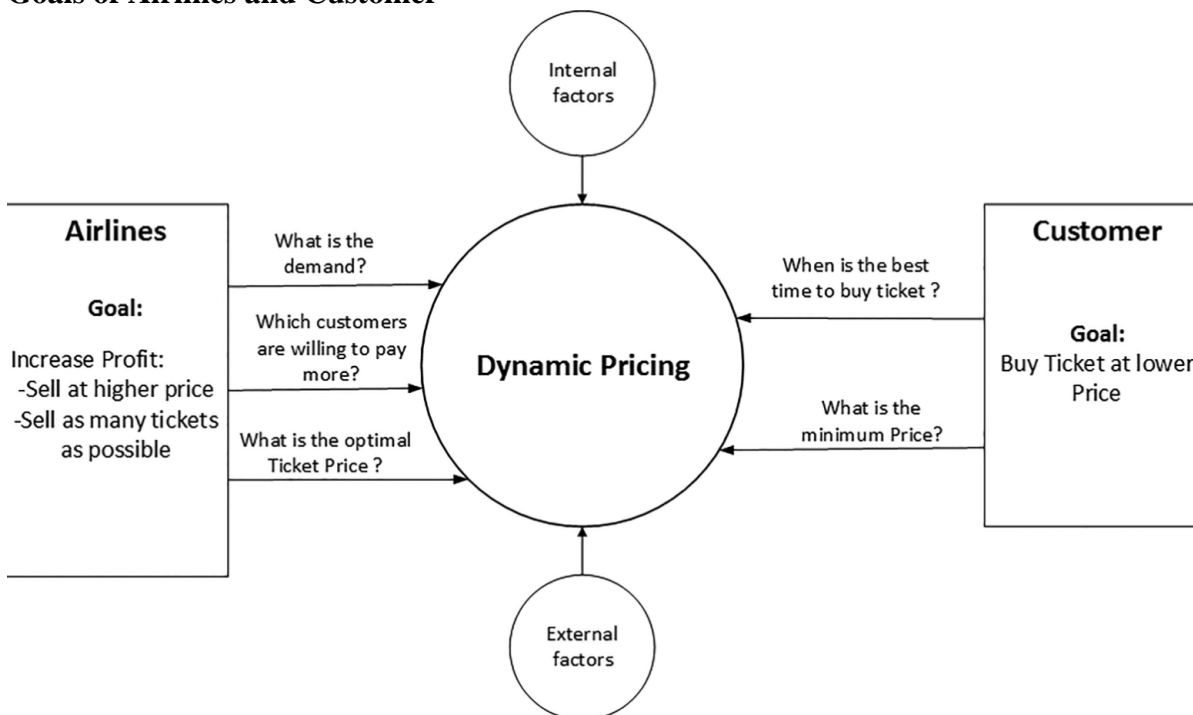 Goals of Airlines and Customer
Internal
factors
Airlines
Goal:
Increase Profit:
-Sell at higher price
-Sell as many tickets
as possible
What is the
demand?
Which customers
are willing to pay
more?
What is the optimal
Ticket Price ?
Dynamic Pricing
When is the best
time to buy ticket ?
What is the
minimum Price?
Customer
Goal:
Buy Ticket at lower
Price
External
factors